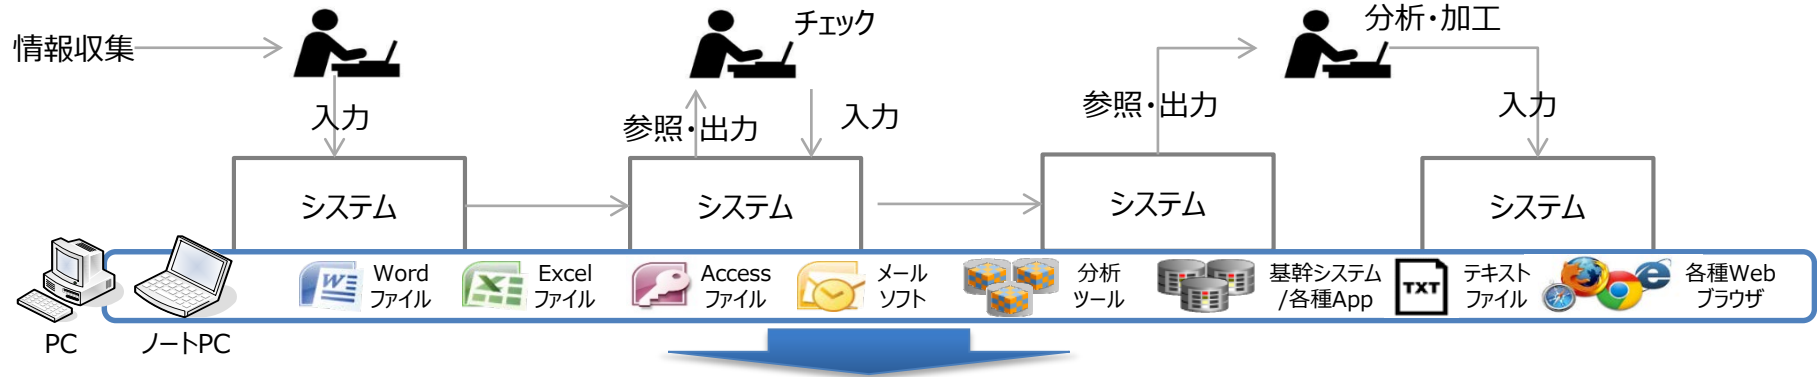 情報収集
チェック
分析・加工
入力
参照・出力
入力
参照・出力
入力
システム
システム
システム
システム
Word
ファイル
Excel
ファイル
Access
ファイル
メール
ソフト
分析
ツール
基幹システム
/各種App
TXT
テキスト
ファイル
各種Web
ブラウザ
PC
ノートPC